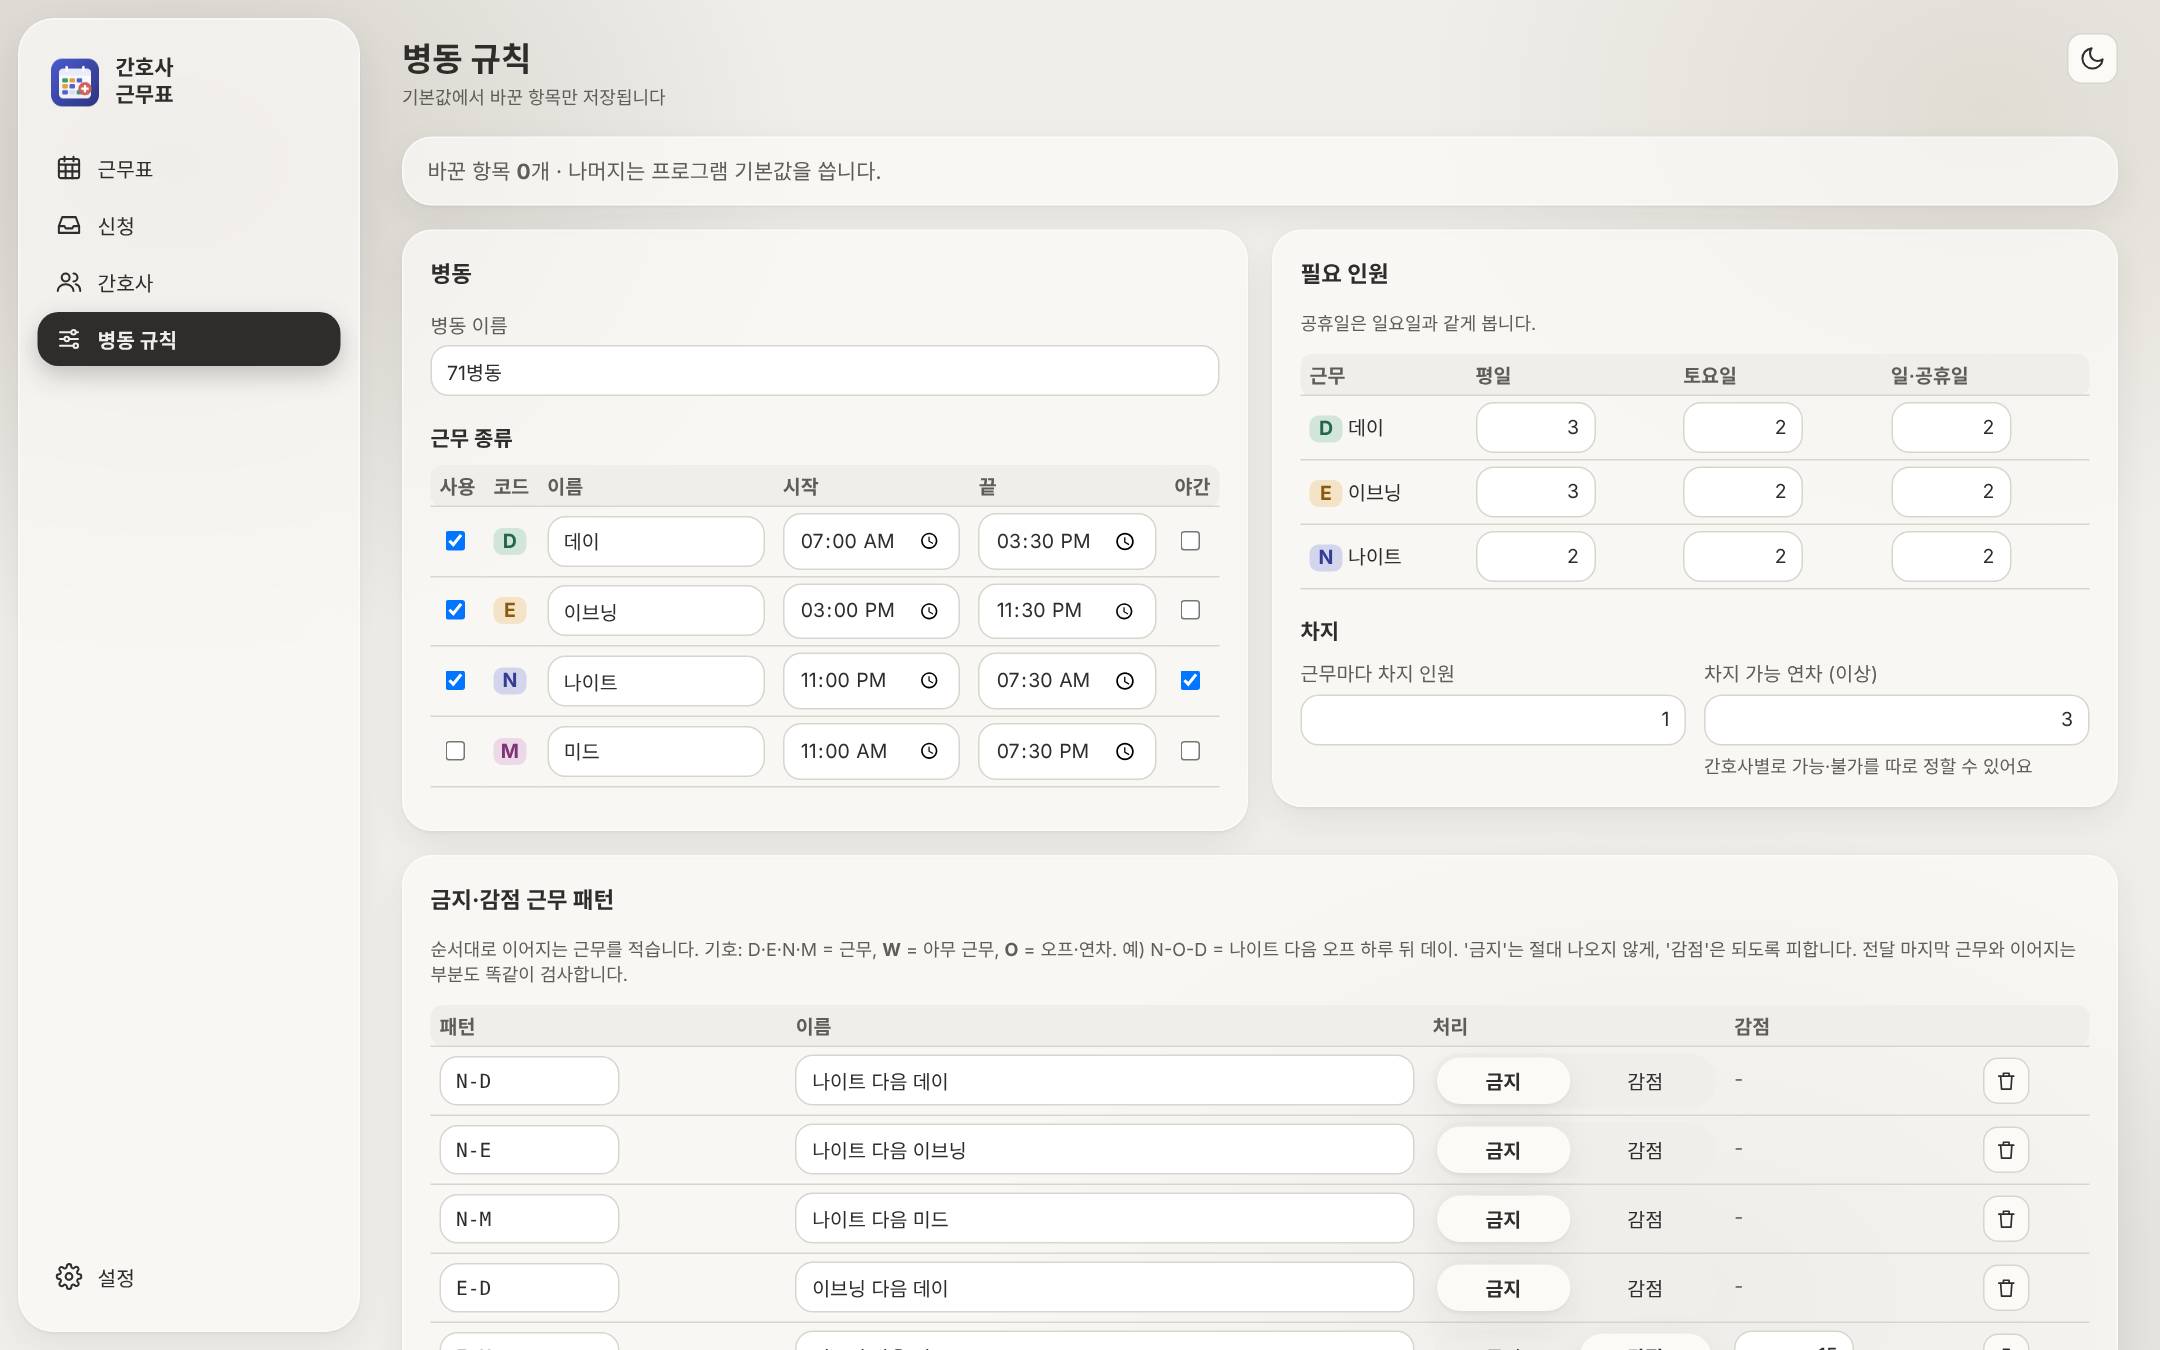 간호사
근무표
근무표
신청
간호사
병동 규칙
설정
병동 규칙
기본값에서 바꾼 항목만 저장됩니다
바꾼 항목 0개 · 나머지는 프로그램 기본값을 씁니다.
병동
병동 이름
71병동
근무 종류
사용 코드 이름 시작 끝 야간
D 데이 07:00 AM 03:30 PM
E 이브닝 03:00 PM 11:30 PM
N 나이트 11:00 PM 07:30 AM
M 미드 11:00 AM 07:30 PM
필요 인원
공휴일은 일요일과 같게 봅니다.
근무 평일 토요일 일·공휴일
D 데이 3 2 2
E 이브닝 3 2 2
N 나이트 2 2 2
차지
근무마다 차지 인원 차지 가능 연차 (이상)
1 3
간호사별로 가능·불가를 따로 정할 수 있어요
금지·감점 근무 패턴
순서대로 이어지는 근무를 적습니다. 기호: D·E·N·M = 근무, W = 아무 근무, O = 오프·연차. 예) N-O-D = 나이트 다음 오프 하루 뒤 데이. '금지'는 절대 나오지 않게, '감점'은 되도록 피합니다. 전달 마지막 근무와 이어지는
부분도 똑같이 검사합니다.
패턴 이름 처리 감점
N-D 나이트 다음 데이 금지 감점 -
N-E 나이트 다음 이브닝 금지 감점 -
N-M 나이트 다음 미드 금지 감점 -
E-D 이브닝 다음 데이 금지 감점 -